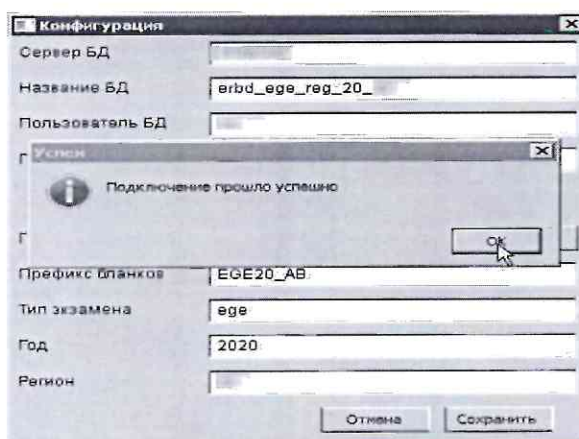 Конфигурация
Сервер БД
Название БД erbd_ege_reg_20_
Пользователь БД
П
Успех
Подключение прошло успешно
OK
П
Префикс бланков EGE20_AB
Тип экзамена ege
Год 2020
Регион
Отмена Сохранить